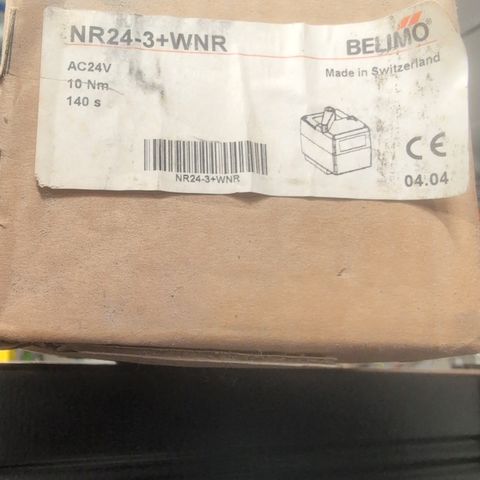 NR24-3+WNR
BELIMO
Made in Switzerland
AC24V
10 Nm
140 s
NR24-3+WNR
CE
04.04